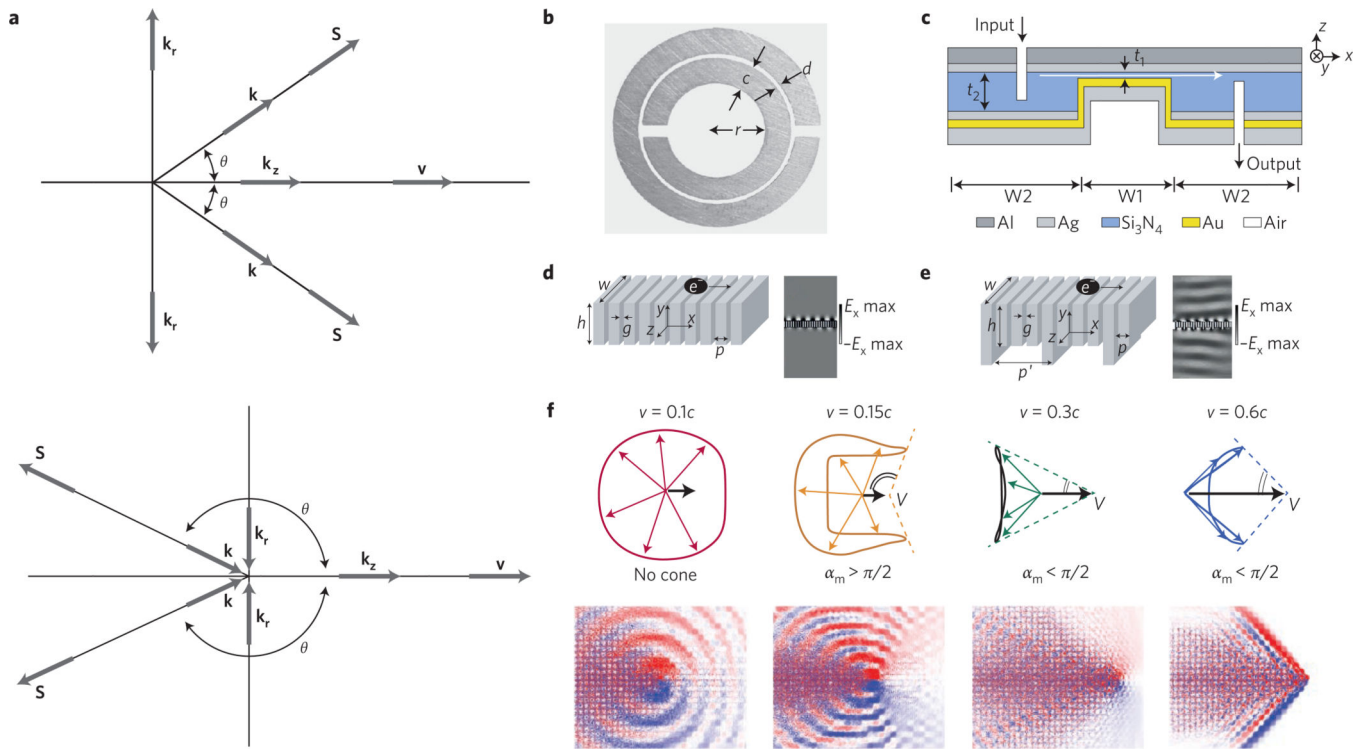 a
k_r
S
k
θ
k_z
v
θ
k
S
k_r
S
θ
k
k_r
k_z
v
k
k_r
S
θ
b
c
d
r
c
Input
t_1
t_2
Output
z
x
y
W2
W1
W2
Al
Ag
Si_3N_4
Au
Air
d
w
h
g
e^-
y
x
z
p
E_x max
–E_x max
e
w
h
g
e^-
y
x
z
p
p'
E_x max
–E_x max
f
v = 0.1c
v = 0.15c
v = 0.3c
v = 0.6c
V
V
V
No cone
α_m > π/2
α_m < π/2
α_m < π/2